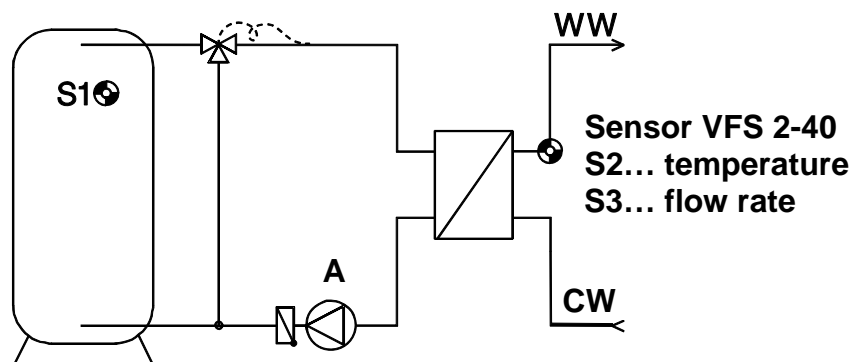 WW
S1
Sensor VFS 2-40
S2... temperature
S3... flow rate
A
CW